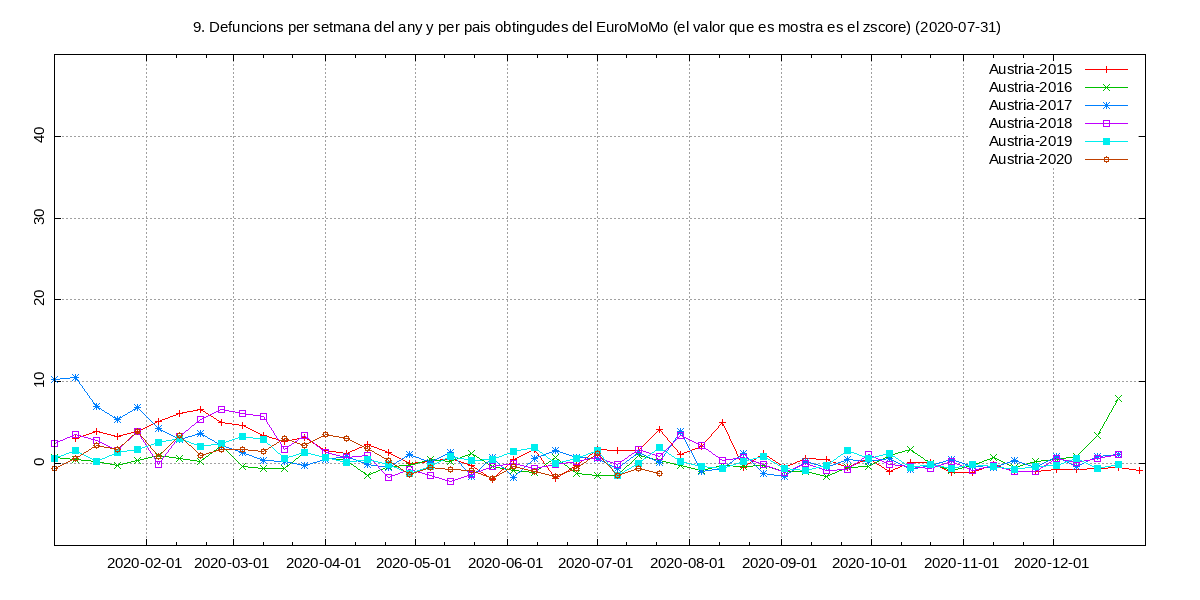 9. Defuncions per setmana del any y per pais obtingudes del EuroMoMo (el valor que es mostra es el zscore) (2020-07-31)
Austria-2015
Austria-2016
Austria-2017
Austria-2018
Austria-2019
Austria-2020
40
30
20
10
0
2020-02-01 2020-03-01 2020-04-01 2020-05-01 2020-06-01 2020-07-01 2020-08-01 2020-09-01 2020-10-01 2020-11-01 2020-12-01